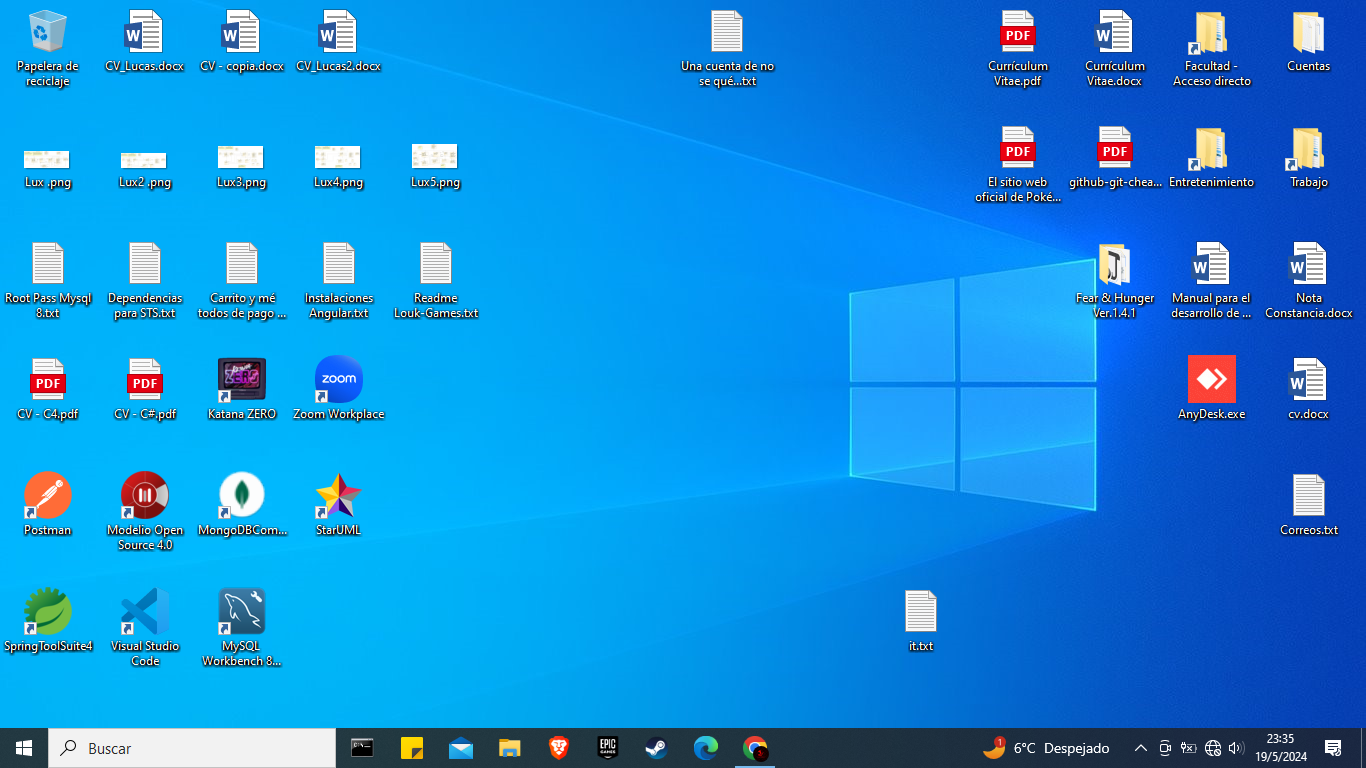 Papelera de
reciclaje
CV_Lucas.docx
CV - copia.docx
CV_Lucas2.docx
Una cuenta de no
se qué...txt
PDF
Currículum
Vitae.pdf
Currículum
Vitae.docx
Facultad -
Acceso directo
Cuentas
Lux .png
Lux2 .png
Lux3.png
Lux4.png
Lux5.png
PDF
El sitio web
oficial de Poké...
PDF
github-git-chea...
Entretenimiento
Trabajo
Root Pass Mysql
8.txt
Dependencias
para STS.txt
Carrito y mé
todos de pago ...
Instalaciones
Angular.txt
Readme
Louk-Games.txt
Fear & Hunger
Ver.1.4.1
Manual para el
desarrollo de ...
Nota
Constancia.docx
PDF
CV - C4.pdf
PDF
CV - C#.pdf
Katana ZERO
zoom
Zoom Workplace
AnyDesk.exe
cv.docx
Postman
Modelio Open
Source 4.0
MongoDBCom...
StarUML
Correos.txt
SpringToolSuite4
Visual Studio
Code
MySQL
Workbench 8...
it.txt
Buscar
EPIC
GAMES
1
6°C Despejado
23:35
19/5/2024